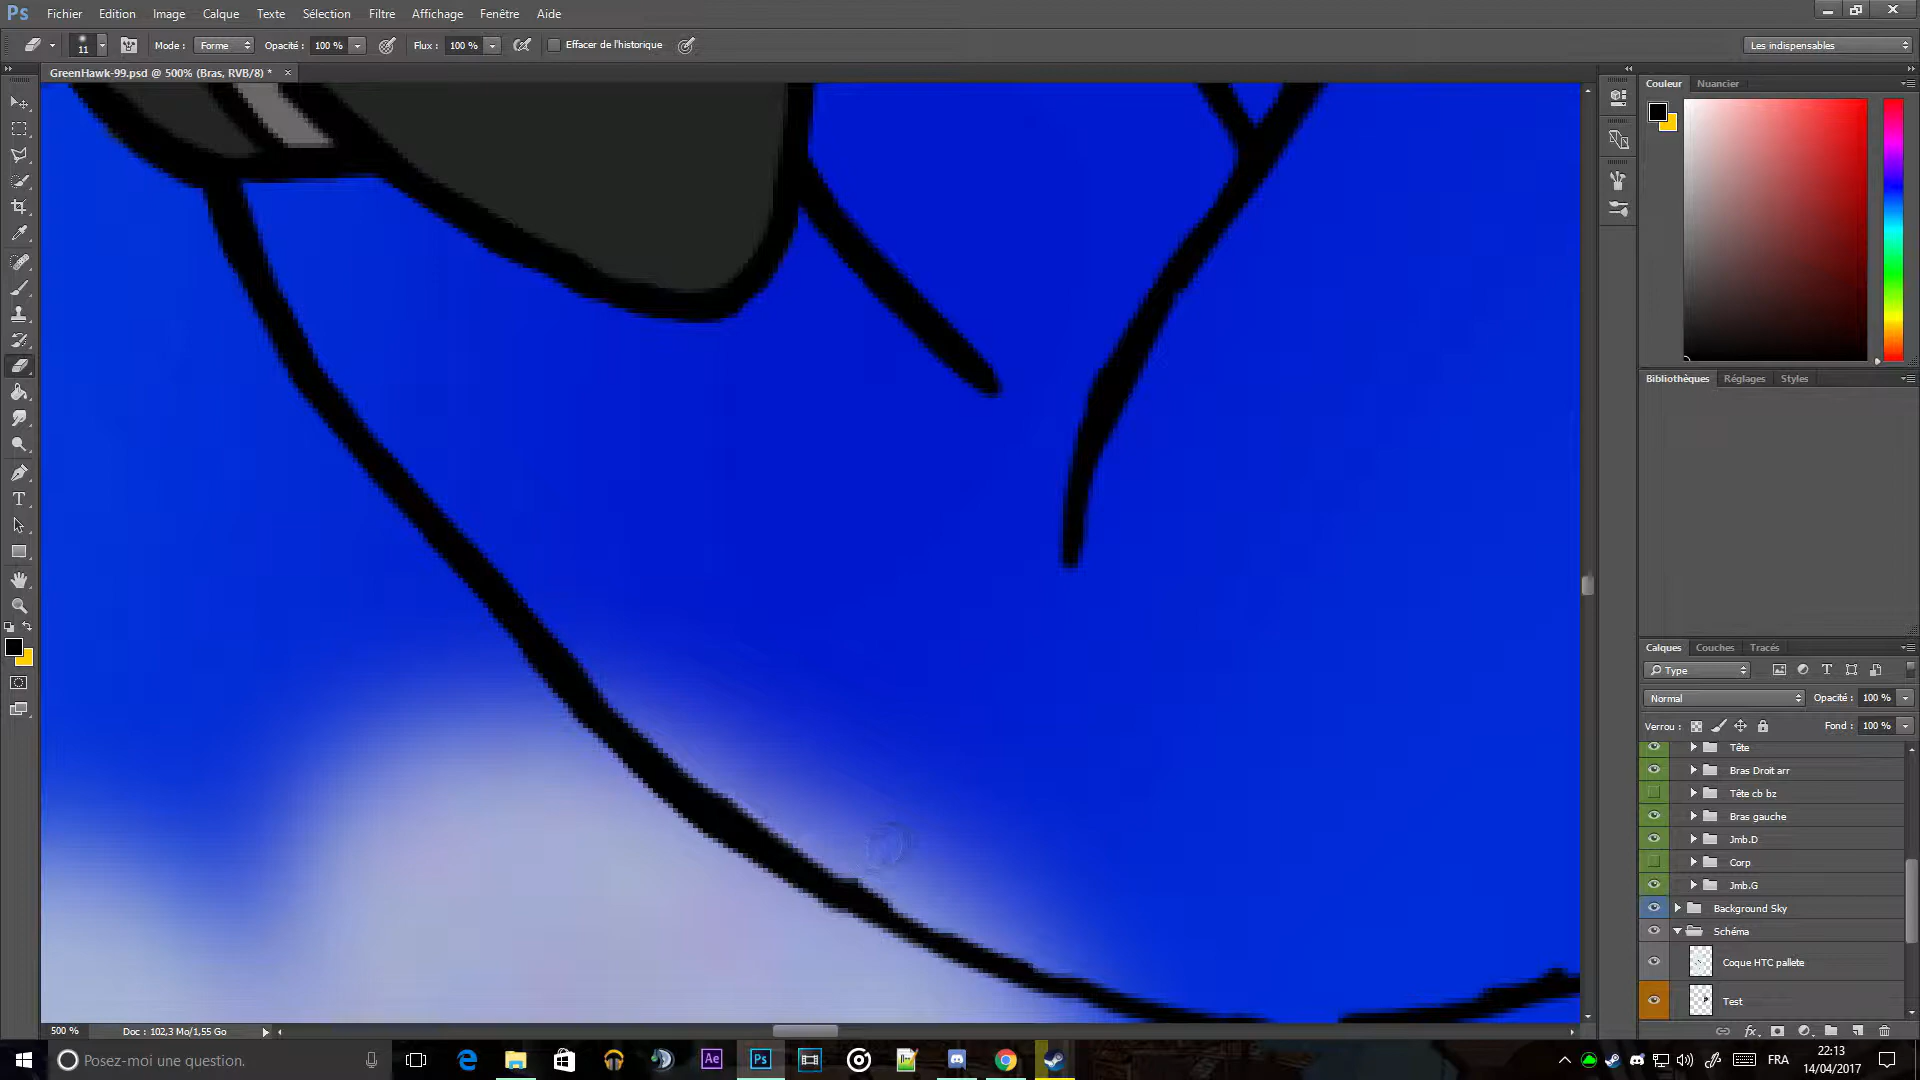 Ps Fichier Edition Image Calque Texte Sélection Filtre Affichage Fenêtre Aide
11 Mode : Forme Opacité : 100 % Flux : 100 % Effacer de l'historique Les indispensables
GreenHawk-99.psd @ 500% (Bras, RVB/8) *
Couleur Nuancier
Bibliothèques Réglages Styles
Calques Couches Tracés
Type
Normal Opacité : 100 %
Verrou : Fond : 100 %
Tête
Bras Droit arr
Tête cb bz
Bras gauche
Jmb.D
Corp
Jmb.G
Background Sky
Schéma
Coque HTC pallete
Test
500 % Doc : 102,3 Mo/1,55 Go
Posez-moi une question. Ae Ps FRA 22:13
14/04/2017